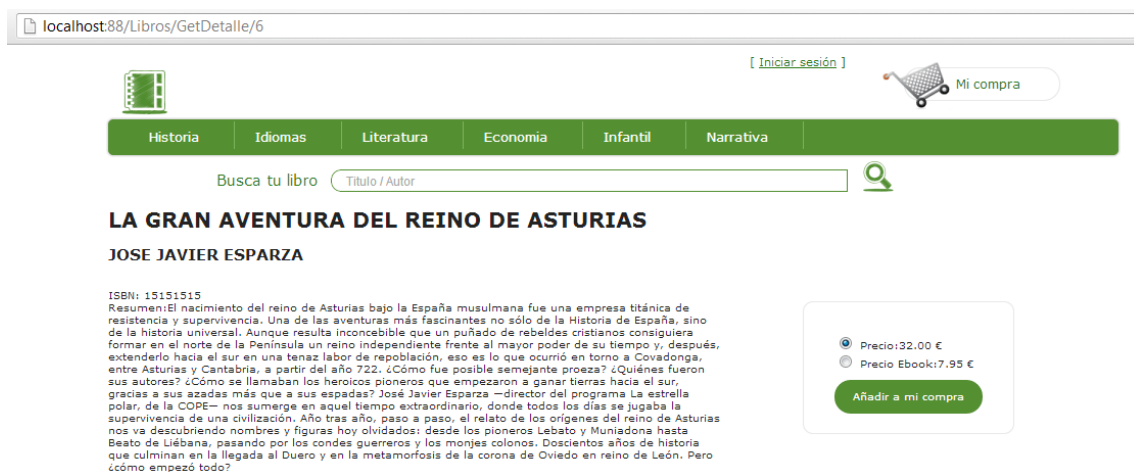 localhost:88/Libros/GetDetalle/6
[ Iniciar sesión ]
Mi compra
Historia Idiomas Literatura Economia Infantil Narrativa
Busca tu libro Titulo / Autor
LA GRAN AVENTURA DEL REINO DE ASTURIAS
JOSE JAVIER ESPARZA
ISBN: 15151515
Resumen:El nacimiento del reino de Asturias bajo la España musulmana fue una empresa titánica de
resistencia y supervivencia. Una de las aventuras más fascinantes no sólo de la Historia de España, sino
de la historia universal. Aunque resulta inconcebible que un puñado de rebeldes cristianos consiguiera
formar en el norte de la Península un reino independiente frente al mayor poder de su tiempo y, después,
extenderlo hacia el sur en una tenaz labor de repoblación, eso es lo que ocurrió en torno a Covadonga,
entre Asturias y Cantabria, a partir del año 722. ¿Cómo fue posible semejante proeza? ¿Quiénes fueron
sus autores? ¿Cómo se llamaban los heroicos pioneros que empezaron a ganar tierras hacia el sur,
gracias a sus azadas más que a sus espadas? José Javier Esparza —director del programa La estrella
polar, de la COPE— nos sumerge en aquel tiempo extraordinario, donde todos los días se jugaba la
supervivencia de una civilización. Año tras año, paso a paso, el relato de los orígenes del reino de Asturias
nos va descubriendo nombres y figuras hoy olvidados: desde los pioneros Lebato y Muniadona hasta
Beato de Liébana, pasando por los condes guerreros y los monjes colonos. Doscientos años de historia
que culminan en la llegada al Duero y en la metamorfosis de la corona de Oviedo en reino de León. Pero
¿cómo empezó todo?
Precio:32.00 €
Precio Ebook:7.95 €
Añadir a mi compra